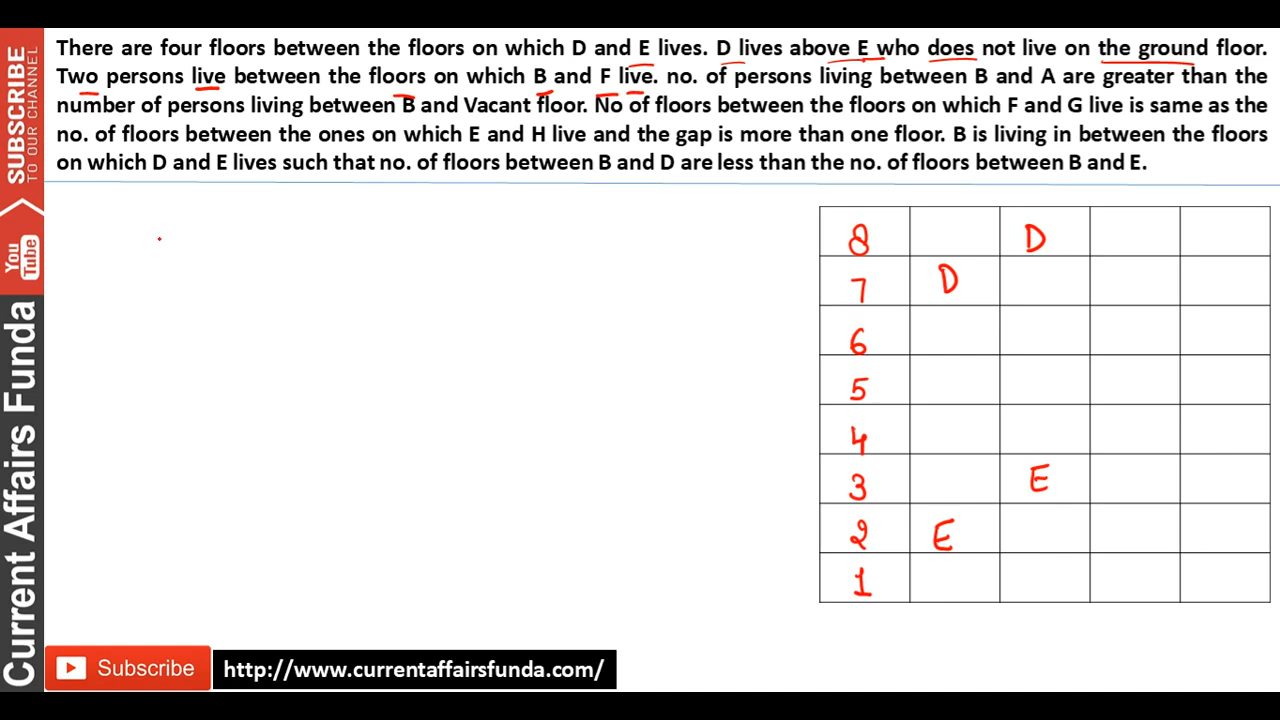 There are four floors between the floors on which D and E lives. D lives above E who does not live on the ground floor.
Two persons live between the floors on which B and F live. no. of persons living between B and A are greater than the
number of persons living between B and Vacant floor. No of floors between the floors on which F and G live is same as the
no. of floors between the ones on which E and H live and the gap is more than one floor. B is living in between the floors
on which D and E lives such that no. of floors between B and D are less than the no. of floors between B and E.
SUBSCRIBE
TO OUR CHANNEL
You
Tube
Current Affairs Funda
8 D
7 D
6
5
4
3 E
2 E
1
Subscribe
http://www.currentaffairsfunda.com/